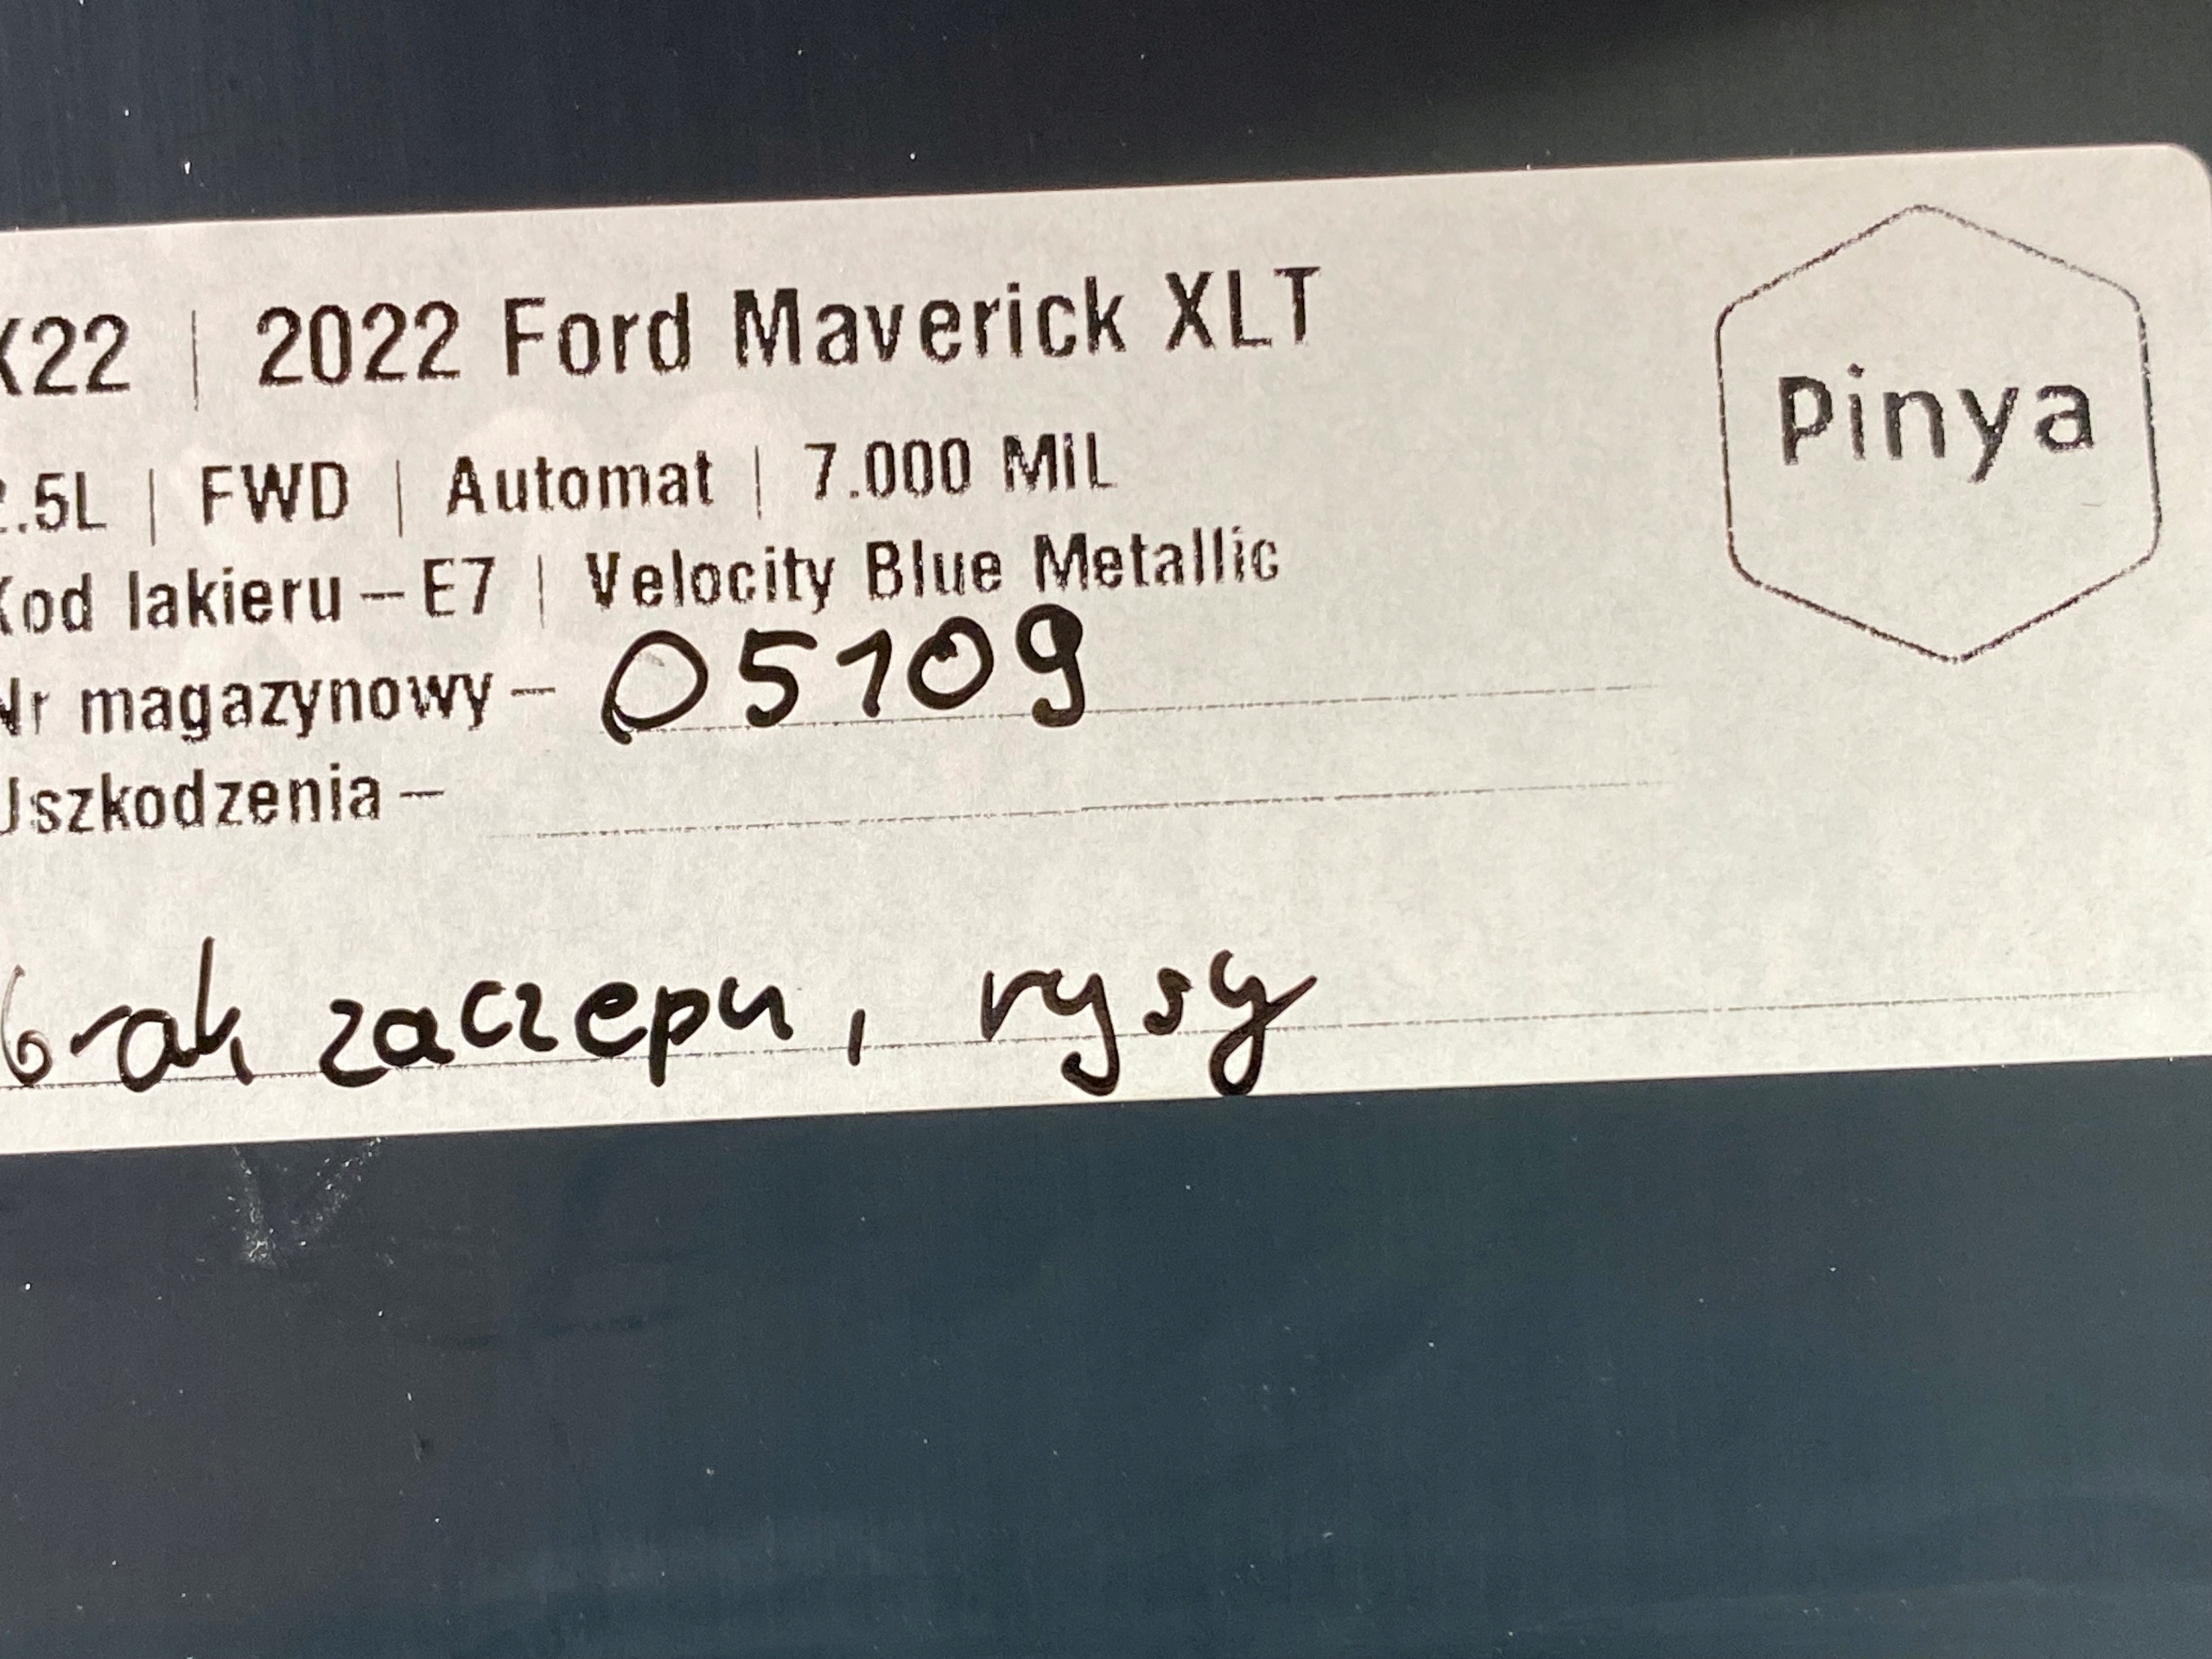 K22 | 2022 Ford Maverick XLT
Pinya
2.5L | FWD | Automat | 7.000 MIL
Kod lakieru – E7 | Velocity Blue Metallic
Nr magazynowy – 05109
Uszkodzenia –
brak zaczepu, rysy